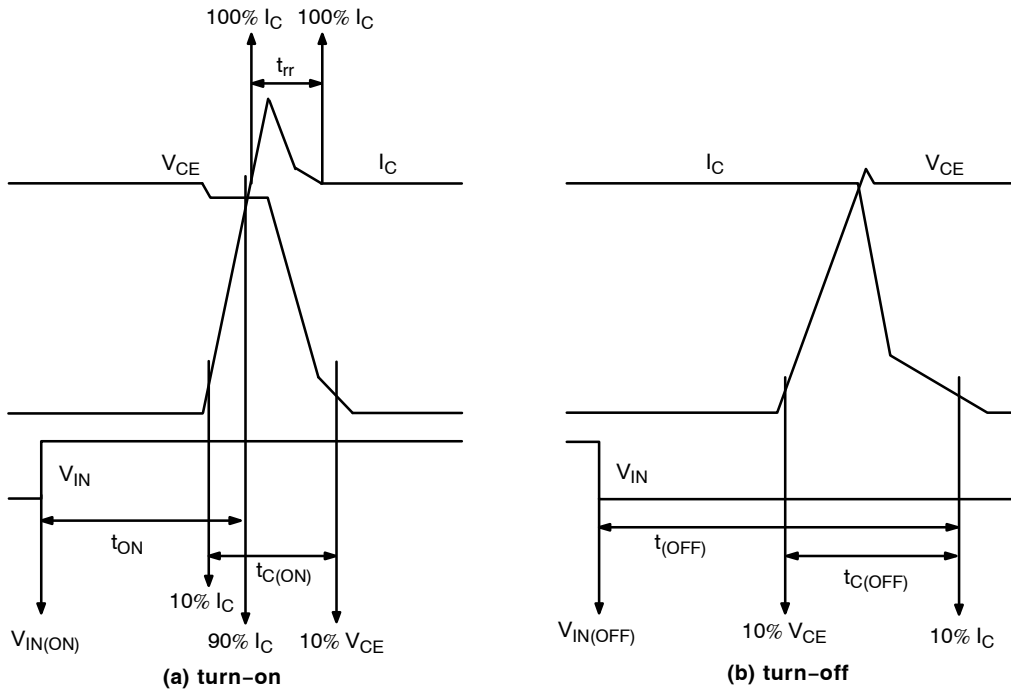 100% I_C 100% I_C
t_rr
V_CE I_C
V_IN
t_ON
t_C(ON)
10% I_C
V_IN(ON) 90% I_C 10% V_CE
(a) turn−on
I_C V_CE
V_IN
t_(OFF)
t_C(OFF)
V_IN(OFF) 10% V_CE 10% I_C
(b) turn−off